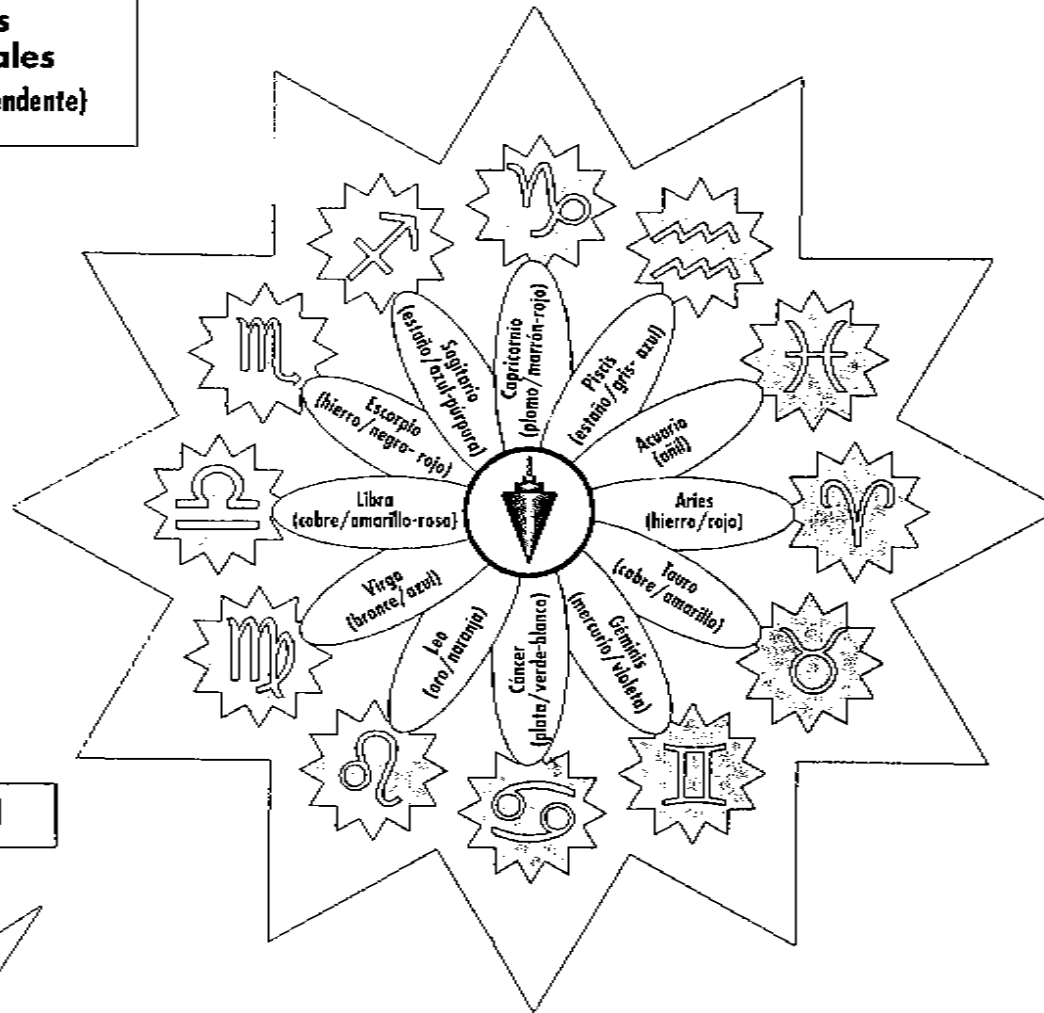 s
ales
endente)
Capricornio
(plomo/marrón-rojo)
Piscis
(estaño/gris-azul)
Acuario
(añil)
Aries
(hierro/rojo)
Tauro
(cobre/amarillo)
Géminis
(mercurio/violeta)
Cáncer
(plata/verde-blanco)
Leo
(oro/naranja)
Virgo
(bronce/azul)
Libra
(cobre/amarillo-rosa)
Escorpio
(hierro/negro-rojo)
Sagitario
(estaño/azul-púrpura)